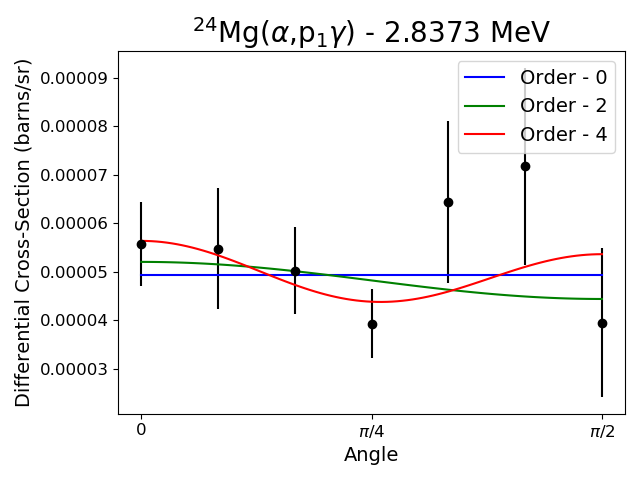 ²⁴Mg(α,p₁γ) - 2.8373 MeV
Order - 0
Order - 2
Order - 4
Differential Cross-Section (barns/sr)
0.00009
0.00008
0.00007
0.00006
0.00005
0.00004
0.00003
0
π/4
π/2
Angle